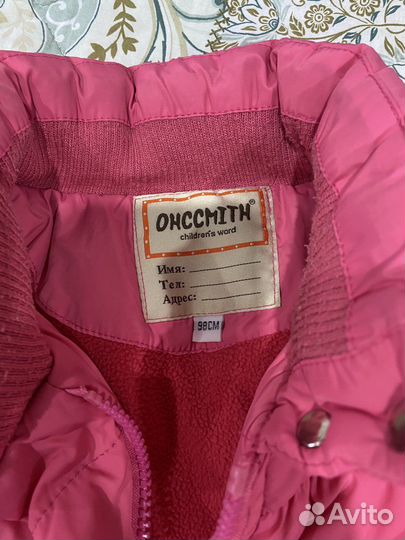 OHCCMITH®
children's word
Имя:
Тел:
Адрес:
98CM
Avito